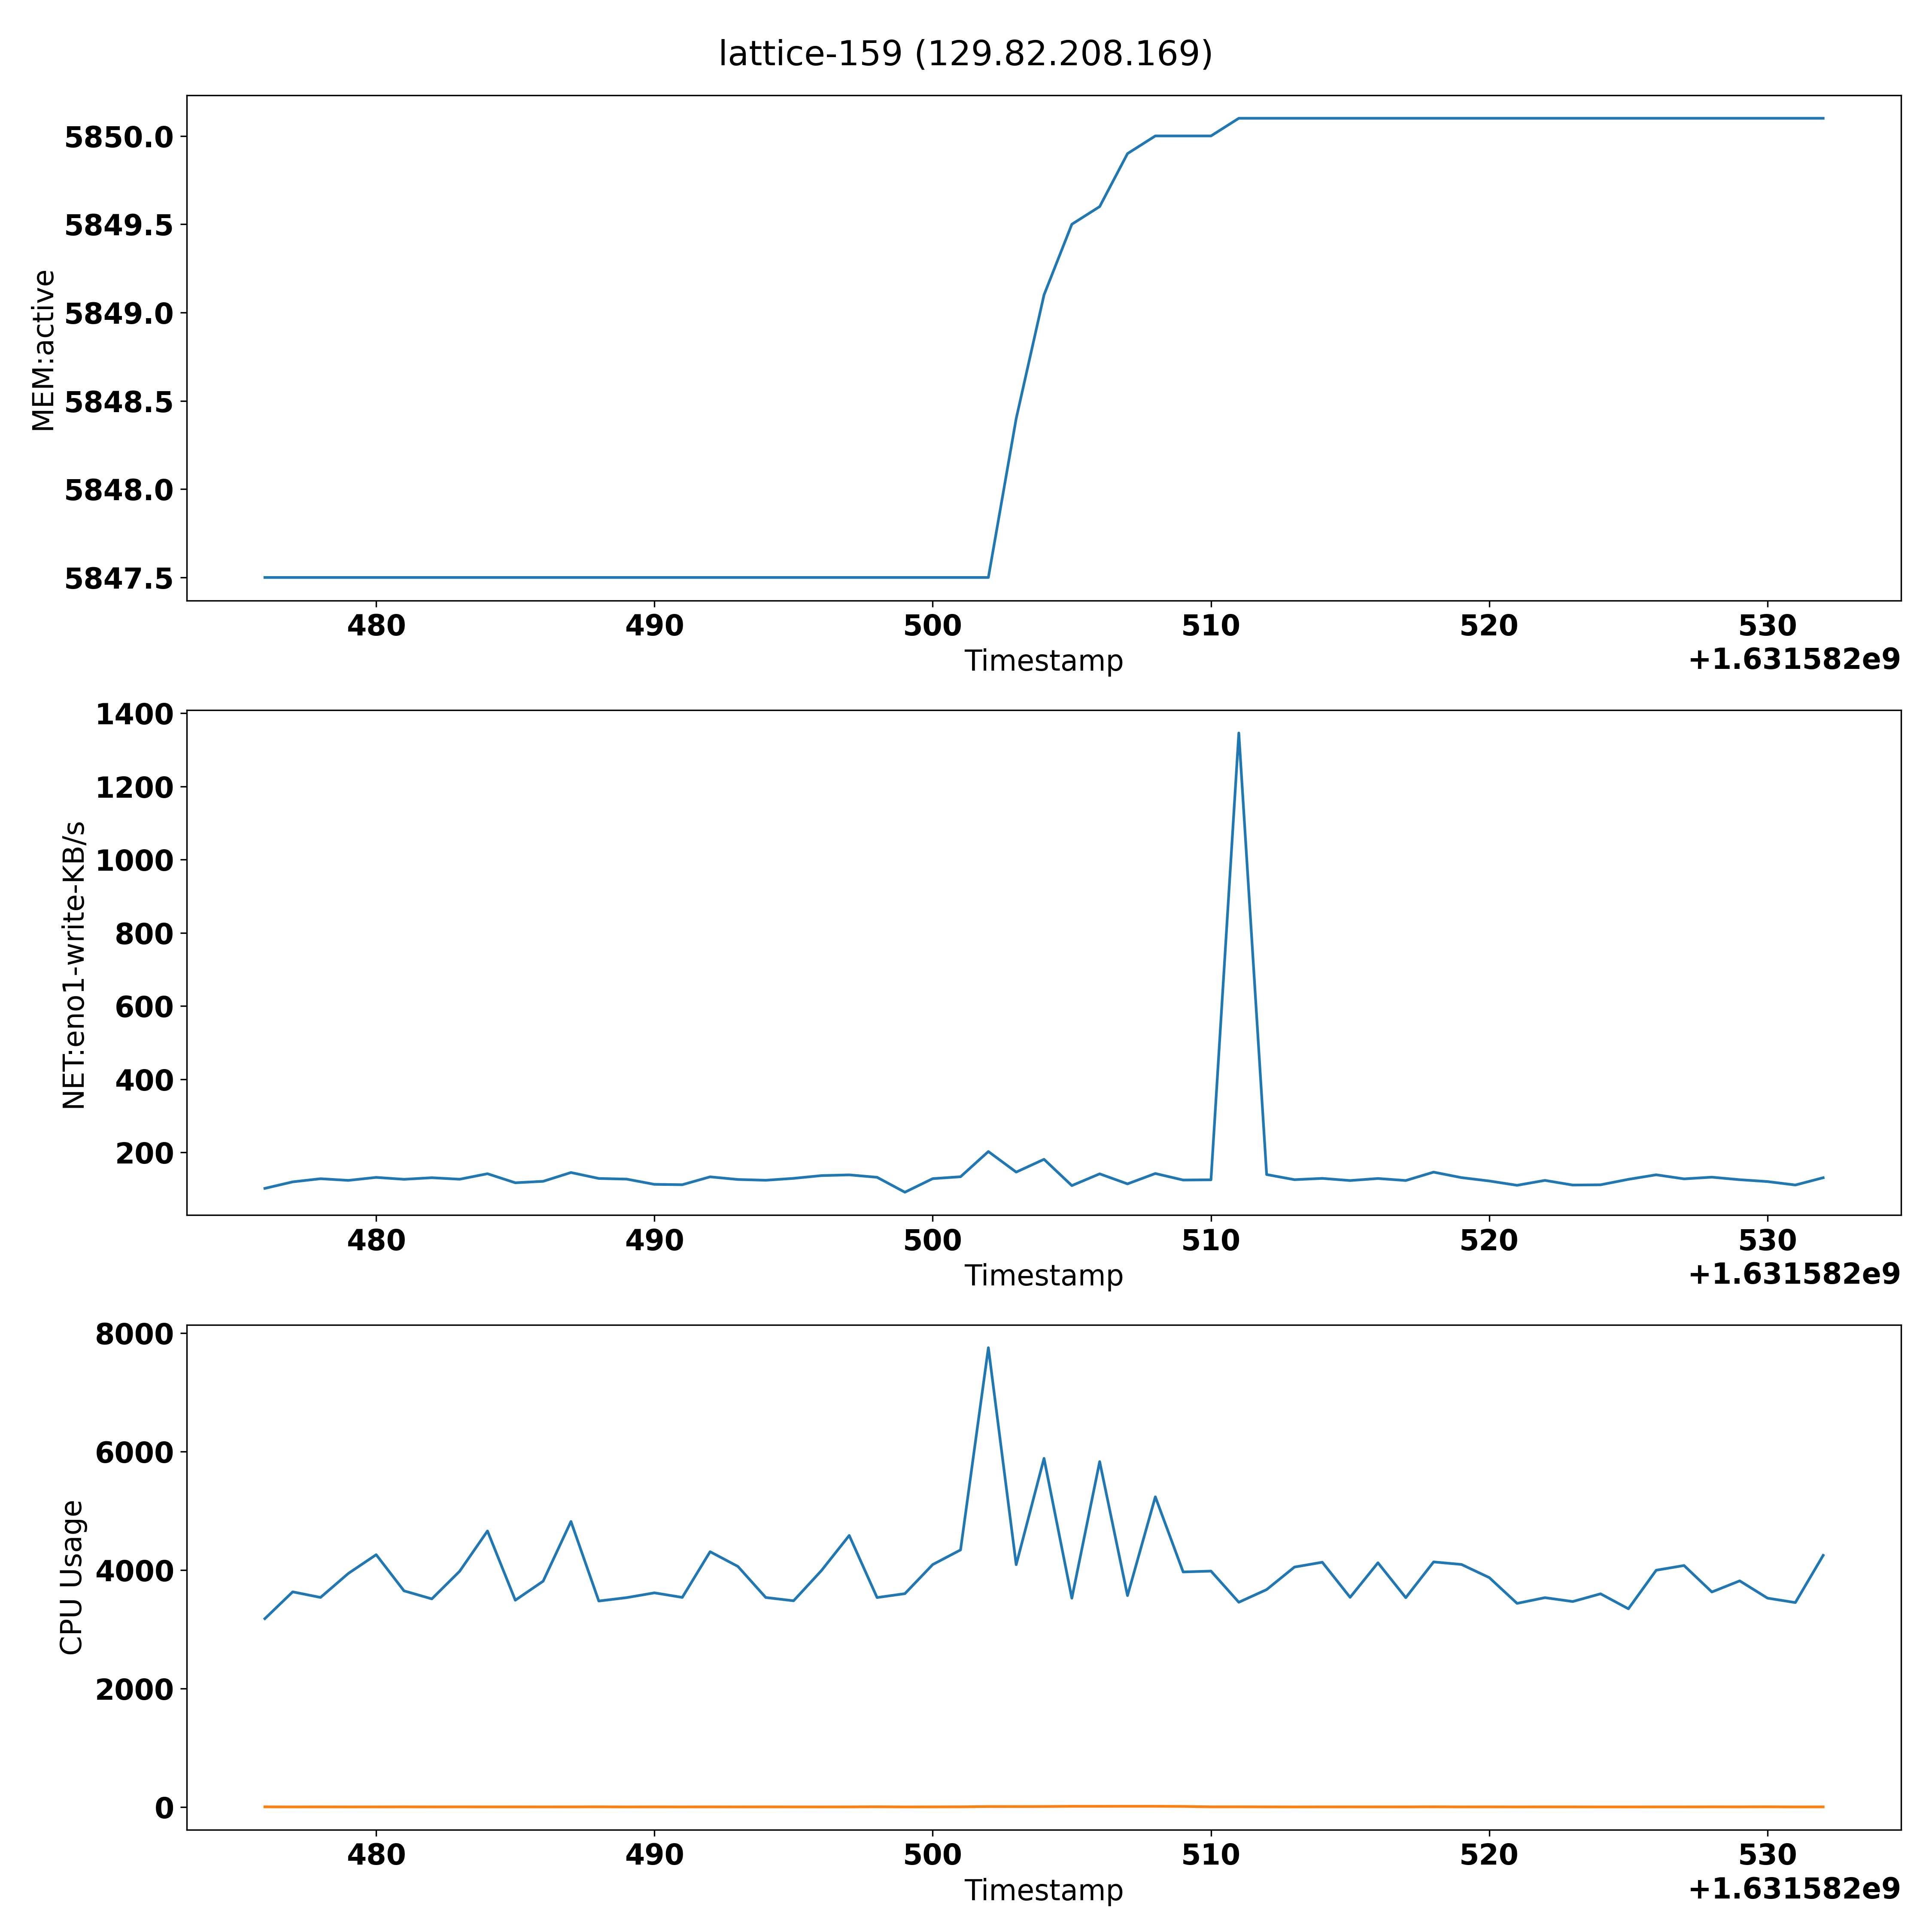 lattice-159 (129.82.208.169)
MEM:active
5850.0
5849.5
5849.0
5848.5
5848.0
5847.5
480 490 500 510 520 530
Timestamp
+1.631582e9
NET:eno1-write-KB/s
1400
1200
1000
800
600
400
200
480 490 500 510 520 530
Timestamp
+1.631582e9
CPU Usage
8000
6000
4000
2000
0
480 490 500 510 520 530
Timestamp
+1.631582e9